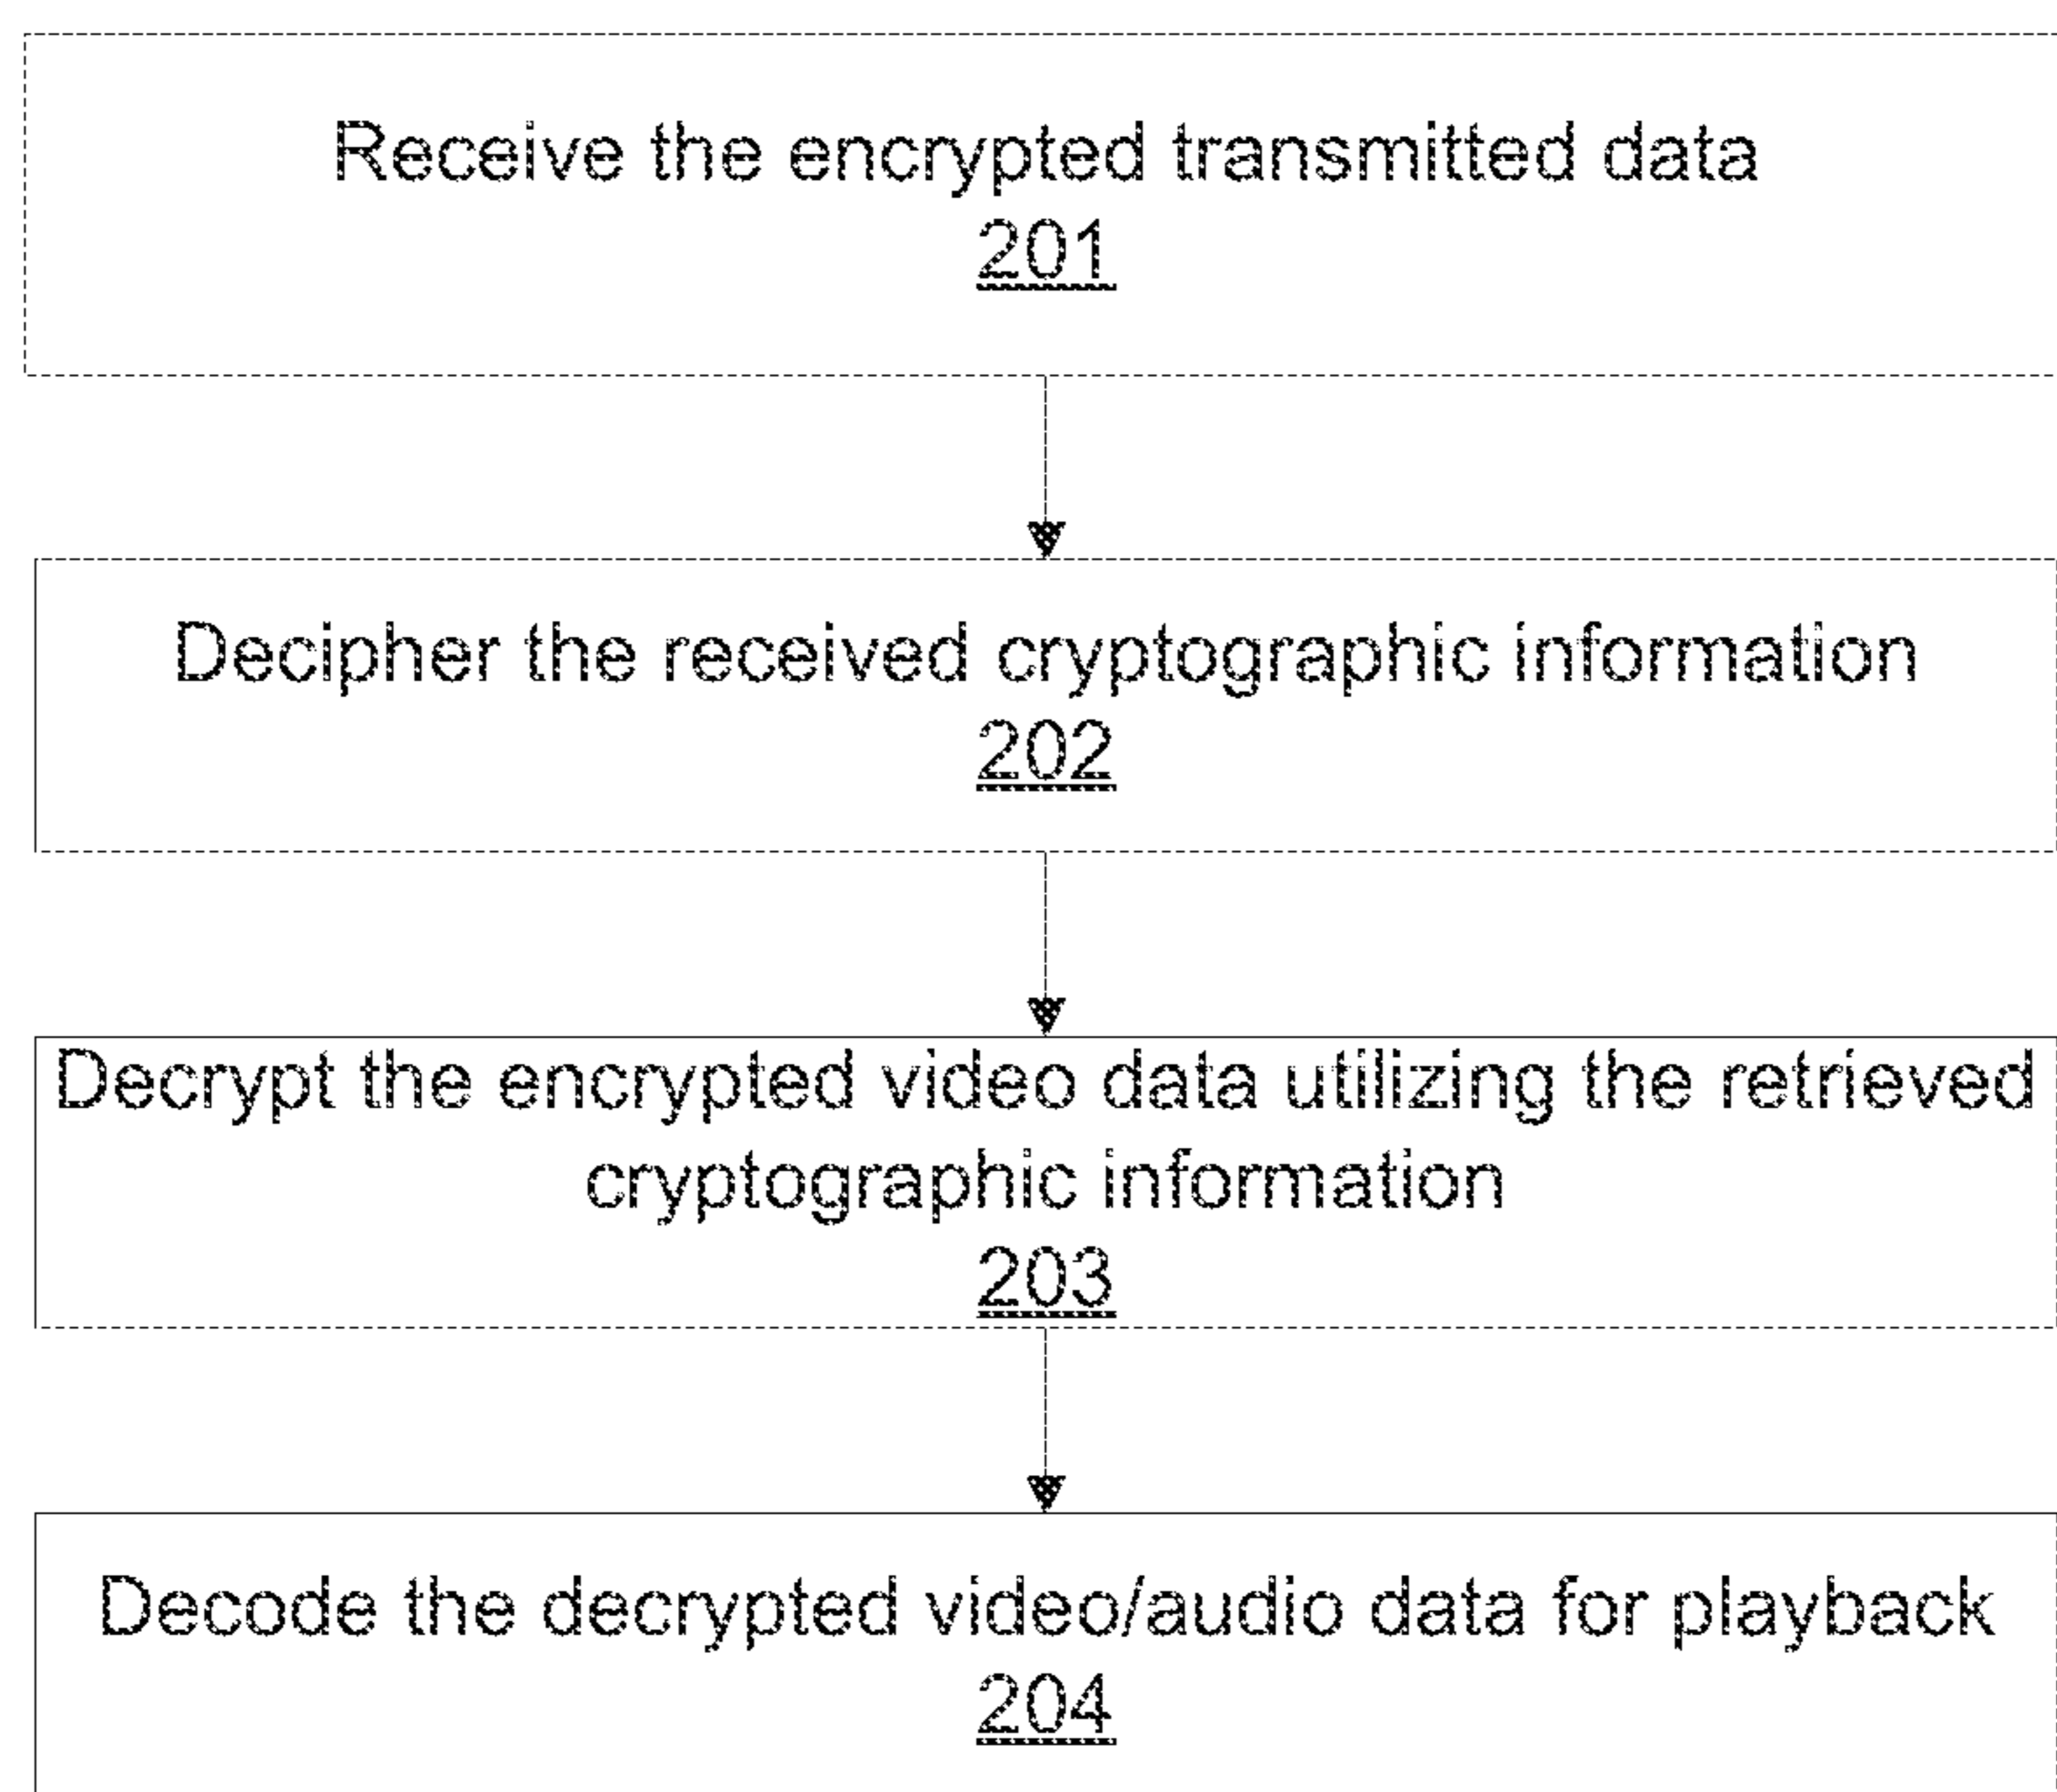 Receive the encrypted transmitted data
201
Decipher the received cryptographic information
202
Decrypt the encrypted video data utilizing the retrieved
cryptographic information
203
Decode the decrypted video/audio data for playback
204